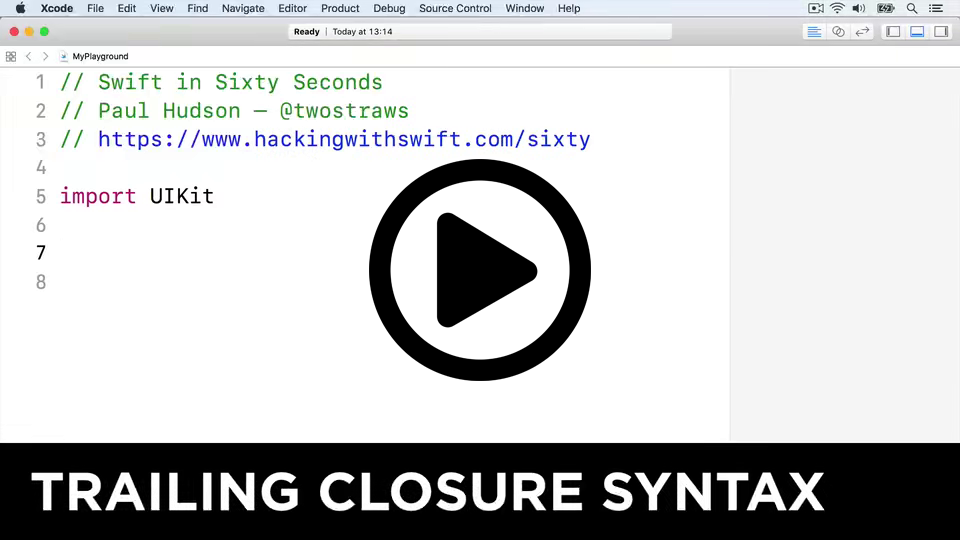 Xcode File Edit View Find Navigate Editor Product Debug Source Control Window Help
Ready | Today at 13:14
MyPlayground
1 // Swift in Sixty Seconds
2 // Paul Hudson — @twostraws
3 // https://www.hackingwithswift.com/sixty
4
5 import UIKit
6
7
8
TRAILING CLOSURE SYNTAX